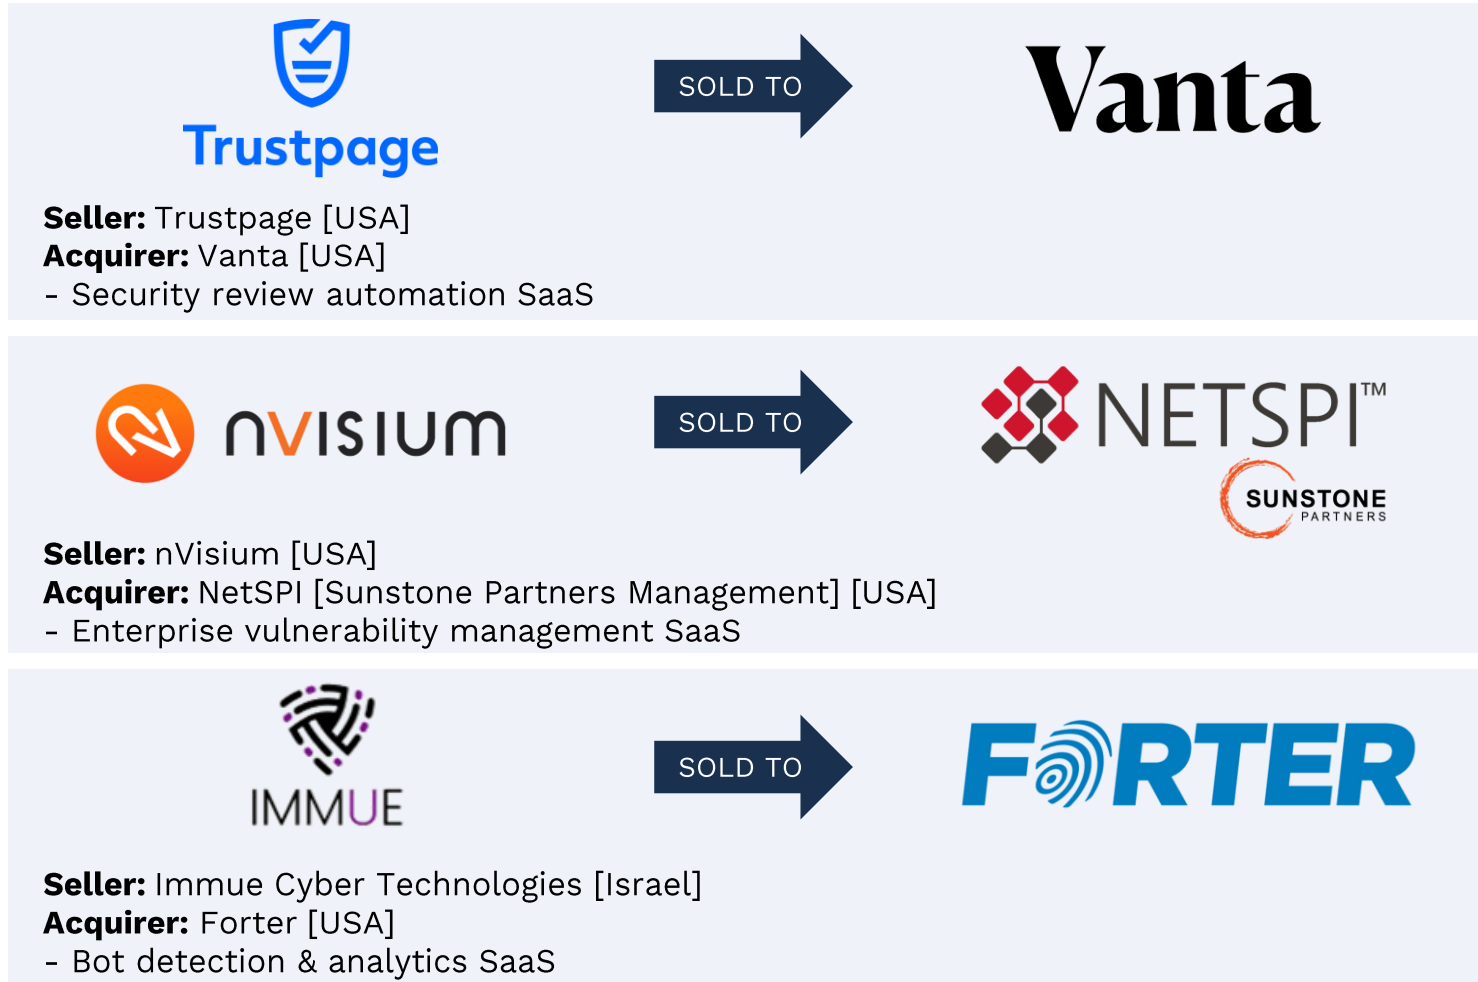 Trustpage
SOLD TO
Vanta
Seller: Trustpage [USA]
Acquirer: Vanta [USA]
- Security review automation SaaS
nVISIUM
SOLD TO
NETSPI™
SUNSTONE
PARTNERS
Seller: nVisium [USA]
Acquirer: NetSPI [Sunstone Partners Management] [USA]
- Enterprise vulnerability management SaaS
IMMUE
SOLD TO
FORTER
Seller: Immue Cyber Technologies [Israel]
Acquirer: Forter [USA]
- Bot detection & analytics SaaS